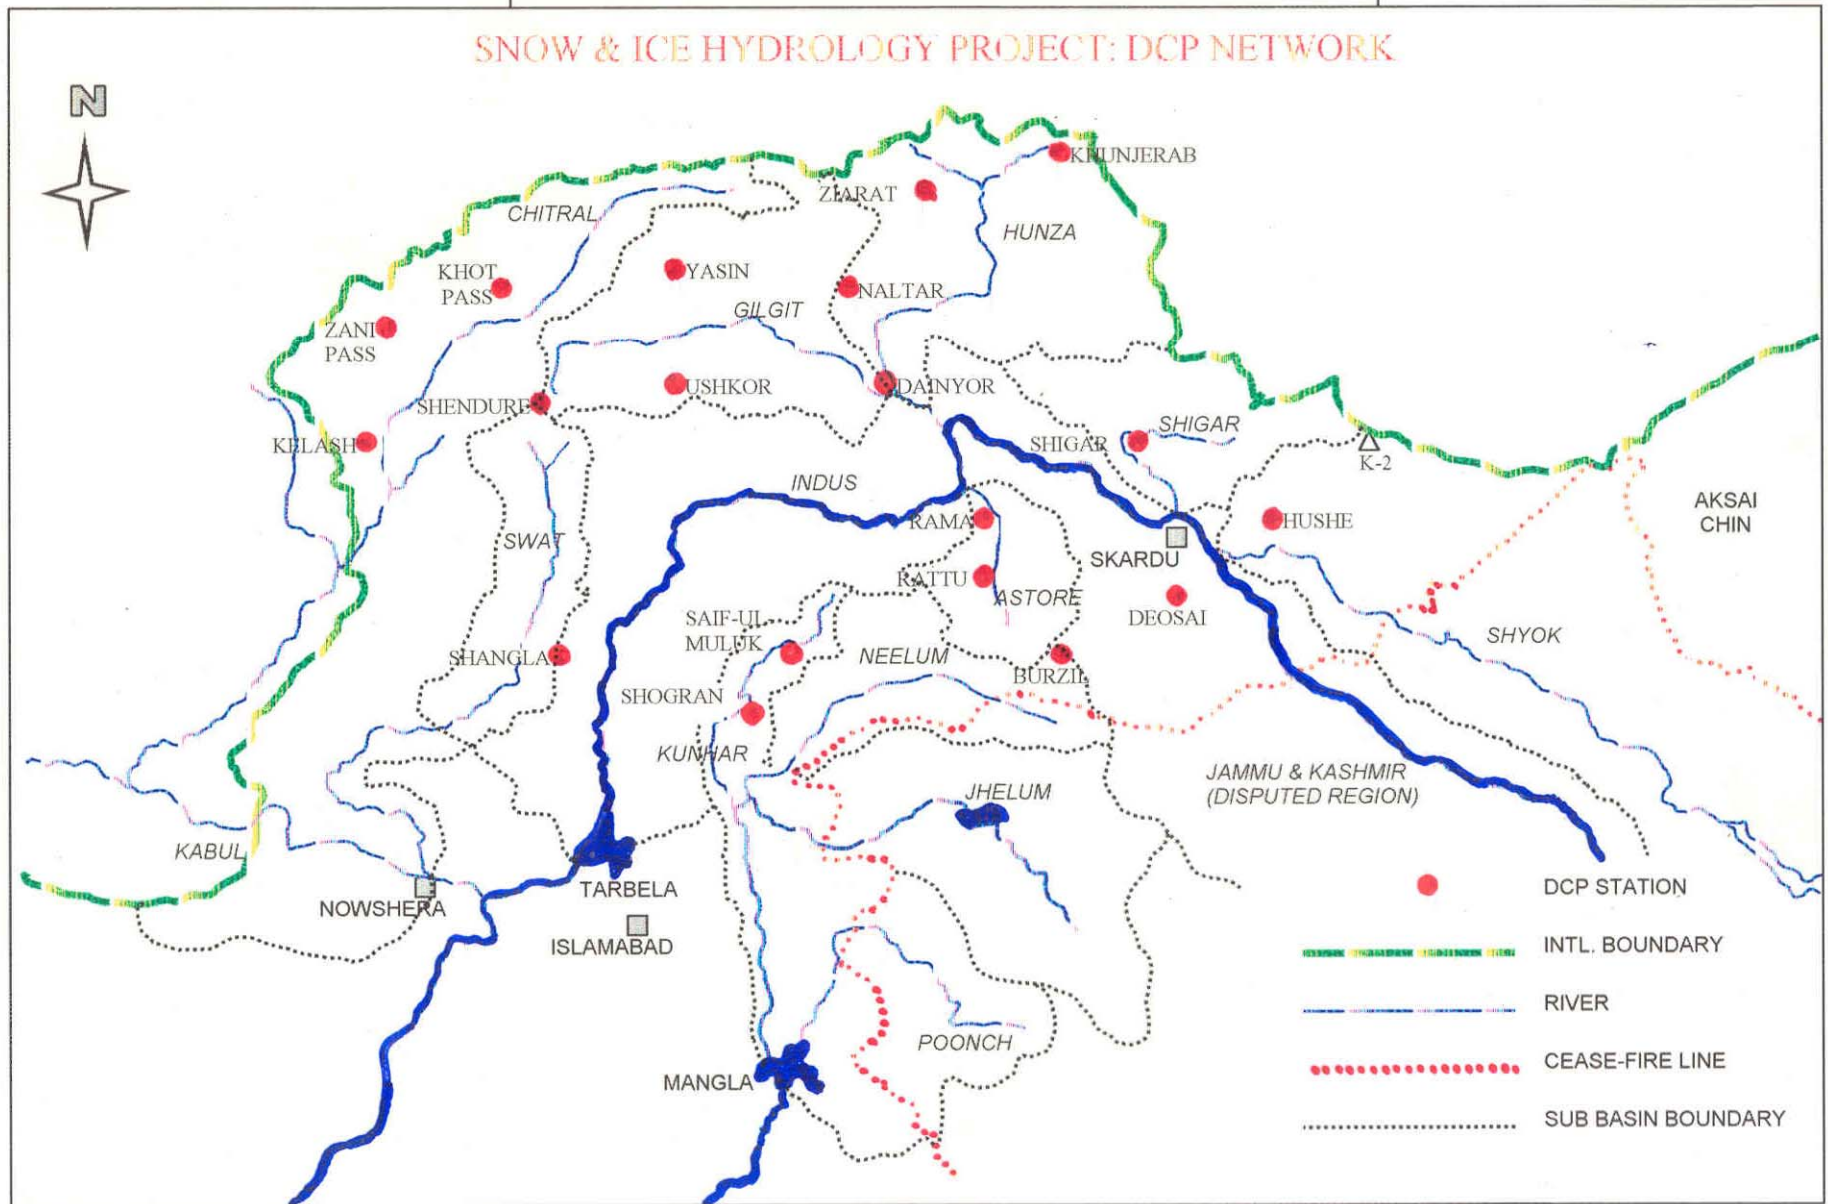 SNOW & ICE HYDROLOGY PROJECT: DCP NETWORK
N
KHUNJERAB
ZIARAT
CHITRAL
HUNZA
KHOT
PASS
YASIN
NALTAR
GILGIT
ZANI
PASS
USHKOR
DAINYOR
SHENDURE
SHIGAR
SHIGAR
KELASH
K-2
INDUS
AKSAI
CHIN
RAMA
HUSHE
SWAT
SKARDU
RATTU
ASTORE
DEOSAI
SAIF-UL
MULUK
SHYOK
SHANGLA
NEELUM
BURZIL
SHOGRAN
KUNHAR
JAMMU & KASHMIR
(DISPUTED REGION)
JHELUM
KABUL
TARBELA
NOWSHERA
ISLAMABAD
POONCH
MANGLA
DCP STATION
INTL. BOUNDARY
RIVER
CEASE-FIRE LINE
SUB BASIN BOUNDARY